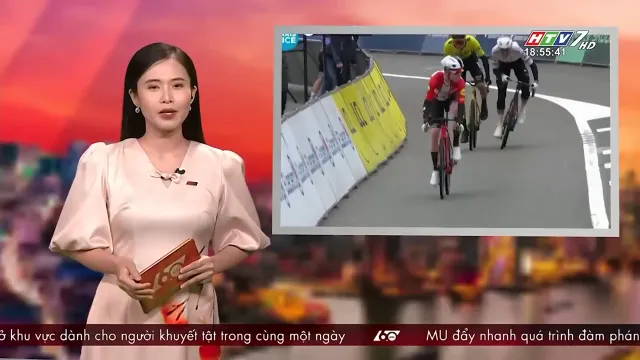 HTV7 HD
18:55:41
ở khu vực dành cho người khuyết tật trong cùng một ngày
60
MU đẩy nhanh quá trình đàm phán